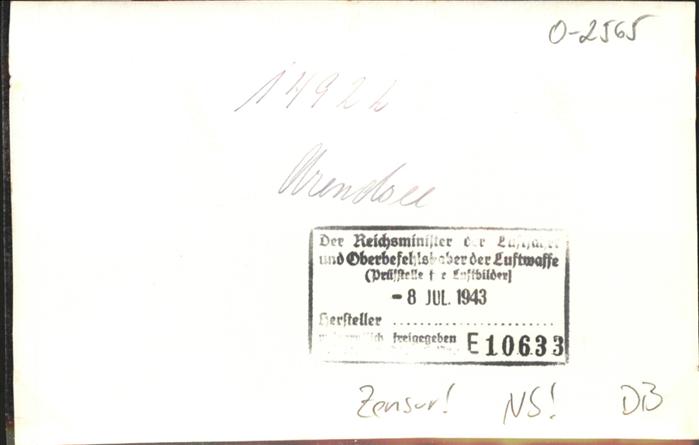 O-2565
14922
Arendsee
Der Reichsminister der Luftfahrt
und Oberbefehlshaber der Luftwaffe
(Prüfstelle für Luftbilder)
- 8 JUL. 1943
Hersteller
freigegeben E10633
Zensur! NS! DB